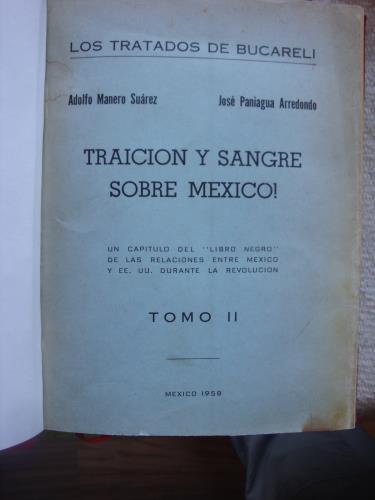 LOS TRATADOS DE BUCARELI
Adolfo Manero Suárez José Paniagua Arredondo
TRAICION Y SANGRE
SOBRE MEXICO!
UN CAPITULO DEL "LIBRO NEGRO"
DE LAS RELACIONES ENTRE MEXICO
Y EE. UU. DURANTE LA REVOLUCION
TOMO II
MEXICO 1958